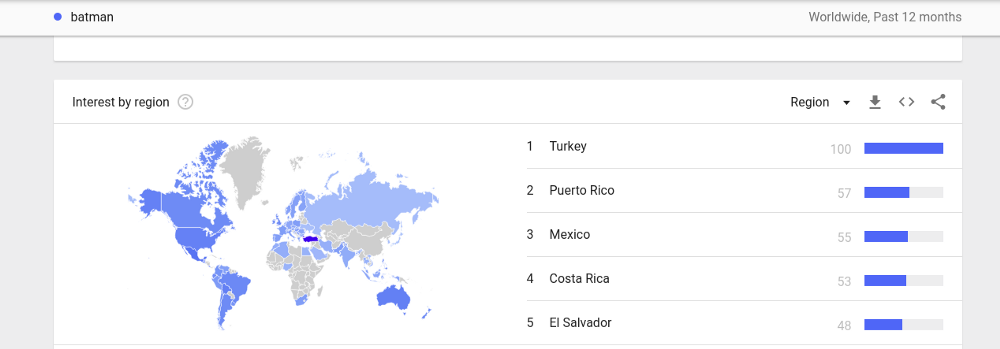 batman
Worldwide, Past 12 months
Interest by region ?
Region
1 Turkey 100
2 Puerto Rico 57
3 Mexico 55
4 Costa Rica 53
5 El Salvador 48